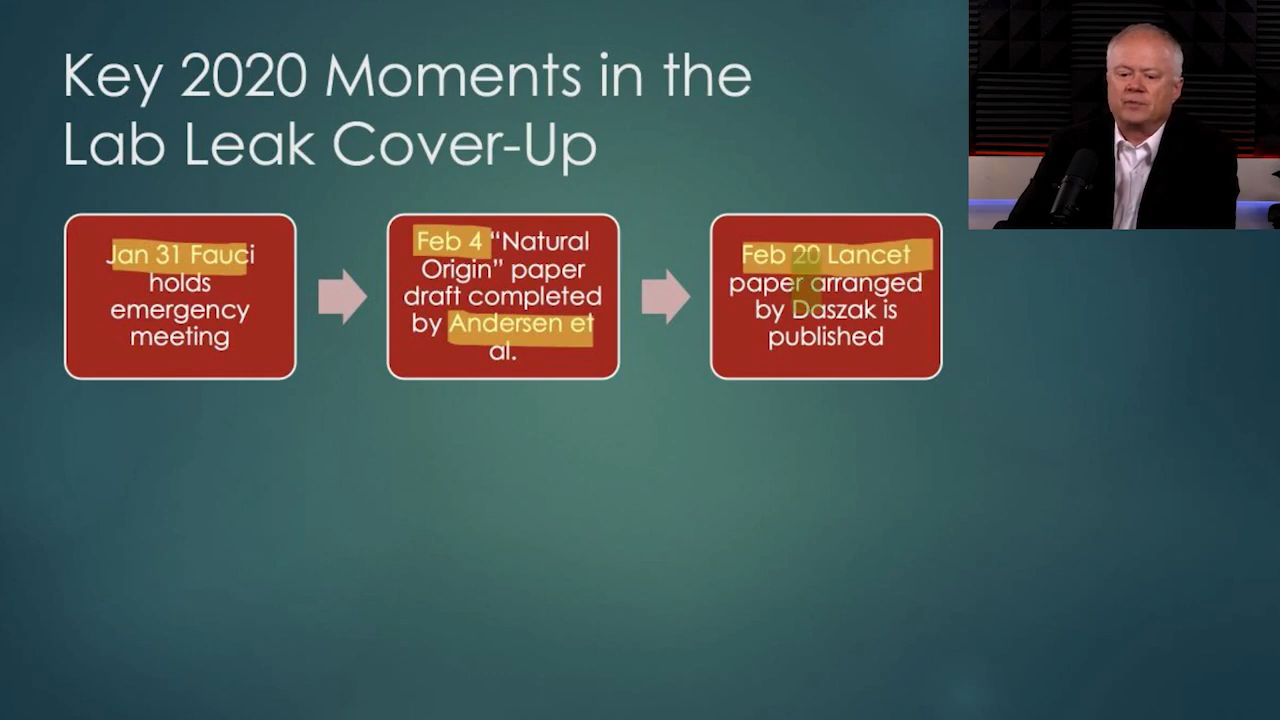 Key 2020 Moments in the
Lab Leak Cover-Up
Jan 31 Fauci
holds
emergency
meeting
Feb 4 “Natural
Origin” paper
draft completed
by Andersen et
al.
Feb 20 Lancet
paper arranged
by Daszak is
published